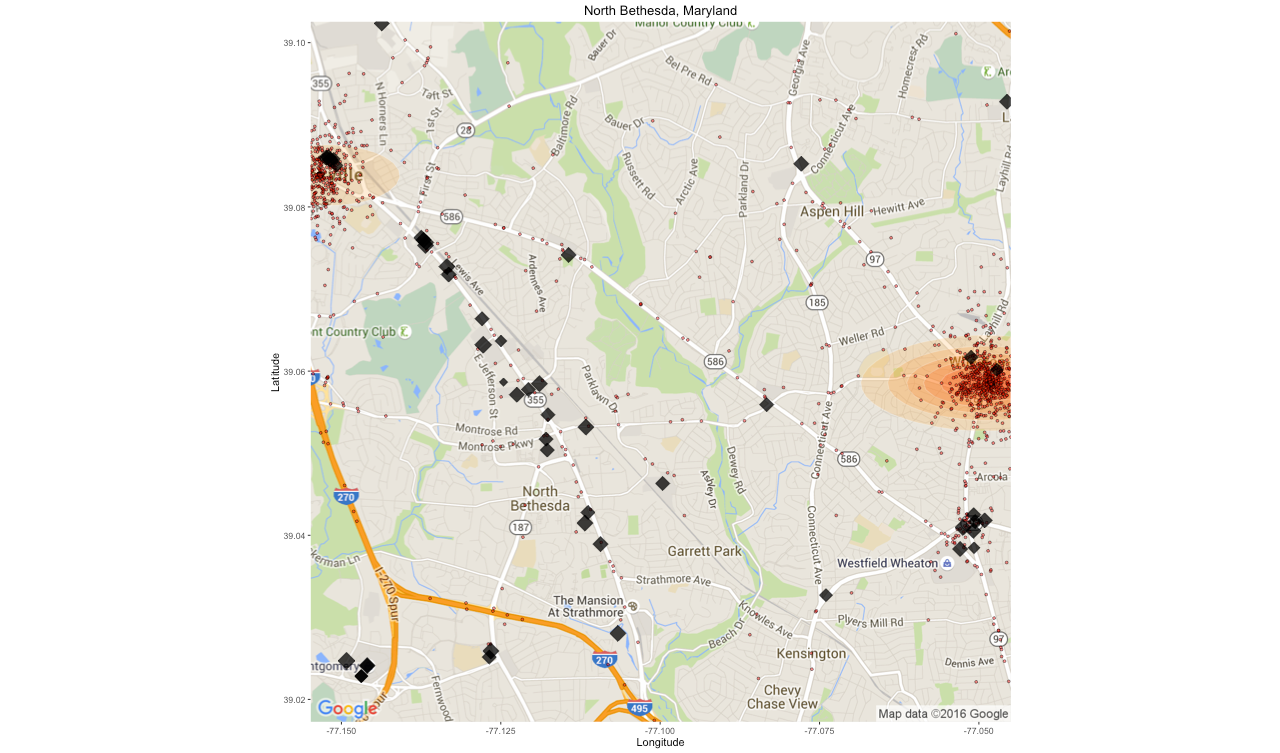 North Bethesda, Maryland
Manor Country Club
39.10
Bauer Dr
Georgia Ave
Homecrest Rd
Bel Pre Rd
355
N Horners Ln
Taft St
1st St
28
Baltimore Rd
Bauer Dr
Connecticut Ave
Russett Rd
Arctic Ave
Parkland Dr
Layhill Rd
First St
39.08
586
Aspen Hill
Hewitt Ave
97
Lewis Ave
Ardennes Ave
185
Layhill Rd
ont Country Club
Weller Rd
586
39.06
E Jefferson St
355
Parklawn Dr
Connecticut Ave
Montrose Rd
Montrose Pkwy
586
Dewey Rd
Ashley Dr
Arcola
270
North
Bethesda
187
39.04
Connecticut Ave
Garrett Park
Westfield Wheaton
kerman Ln
I-270 Spur
Strathmore Ave
The Mansion
At Strathmore
Knowles Ave
Plyers Mill Rd
Beach Dr
97
Kensington
Dennis Ave
270
ntgomery
Fernwood
Chevy
Chase View
39.02
495
Google
Map data ©2016 Google
-77.150
-77.125
-77.100
-77.075
-77.050
Longitude
Latitude